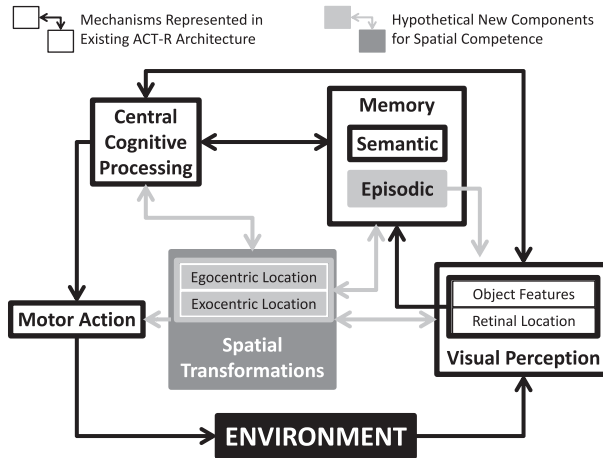 Mechanisms Represented in
Existing ACT-R Architecture
Hypothetical New Components
for Spatial Competence
Central
Cognitive
Processing
Memory
Semantic
Episodic
Egocentric Location
Exocentric Location
Spatial
Transformations
Motor Action
Object Features
Retinal Location
Visual Perception
ENVIRONMENT